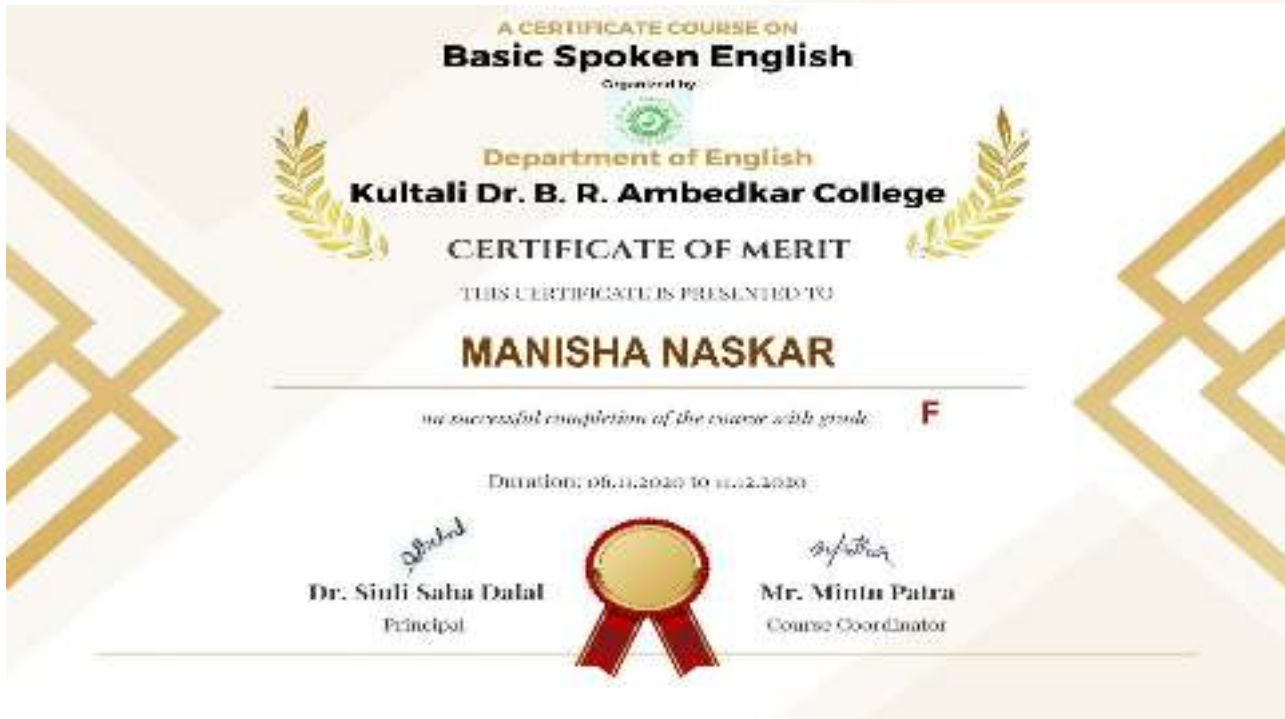 A CERTIFICATE COURSE ON
Basic Spoken English
Organized by
Department of English
Kultali Dr. B. R. Ambedkar College
CERTIFICATE OF MERIT
THIS CERTIFICATE IS PRESENTED TO
MANISHA NASKAR
on successful completion of the course with grade F
Duration: 06.11.2020 to 11.12.2020
Dr. Siuli Saha Dalal Mr. Mintu Patra
Principal Course Coordinator